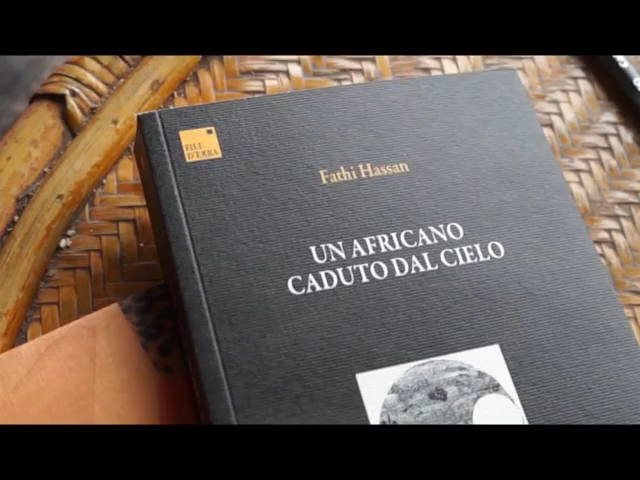 FILI
D'ERBA
Fathi Hassan
UN AFRICANO
CADUTO DAL CIELO